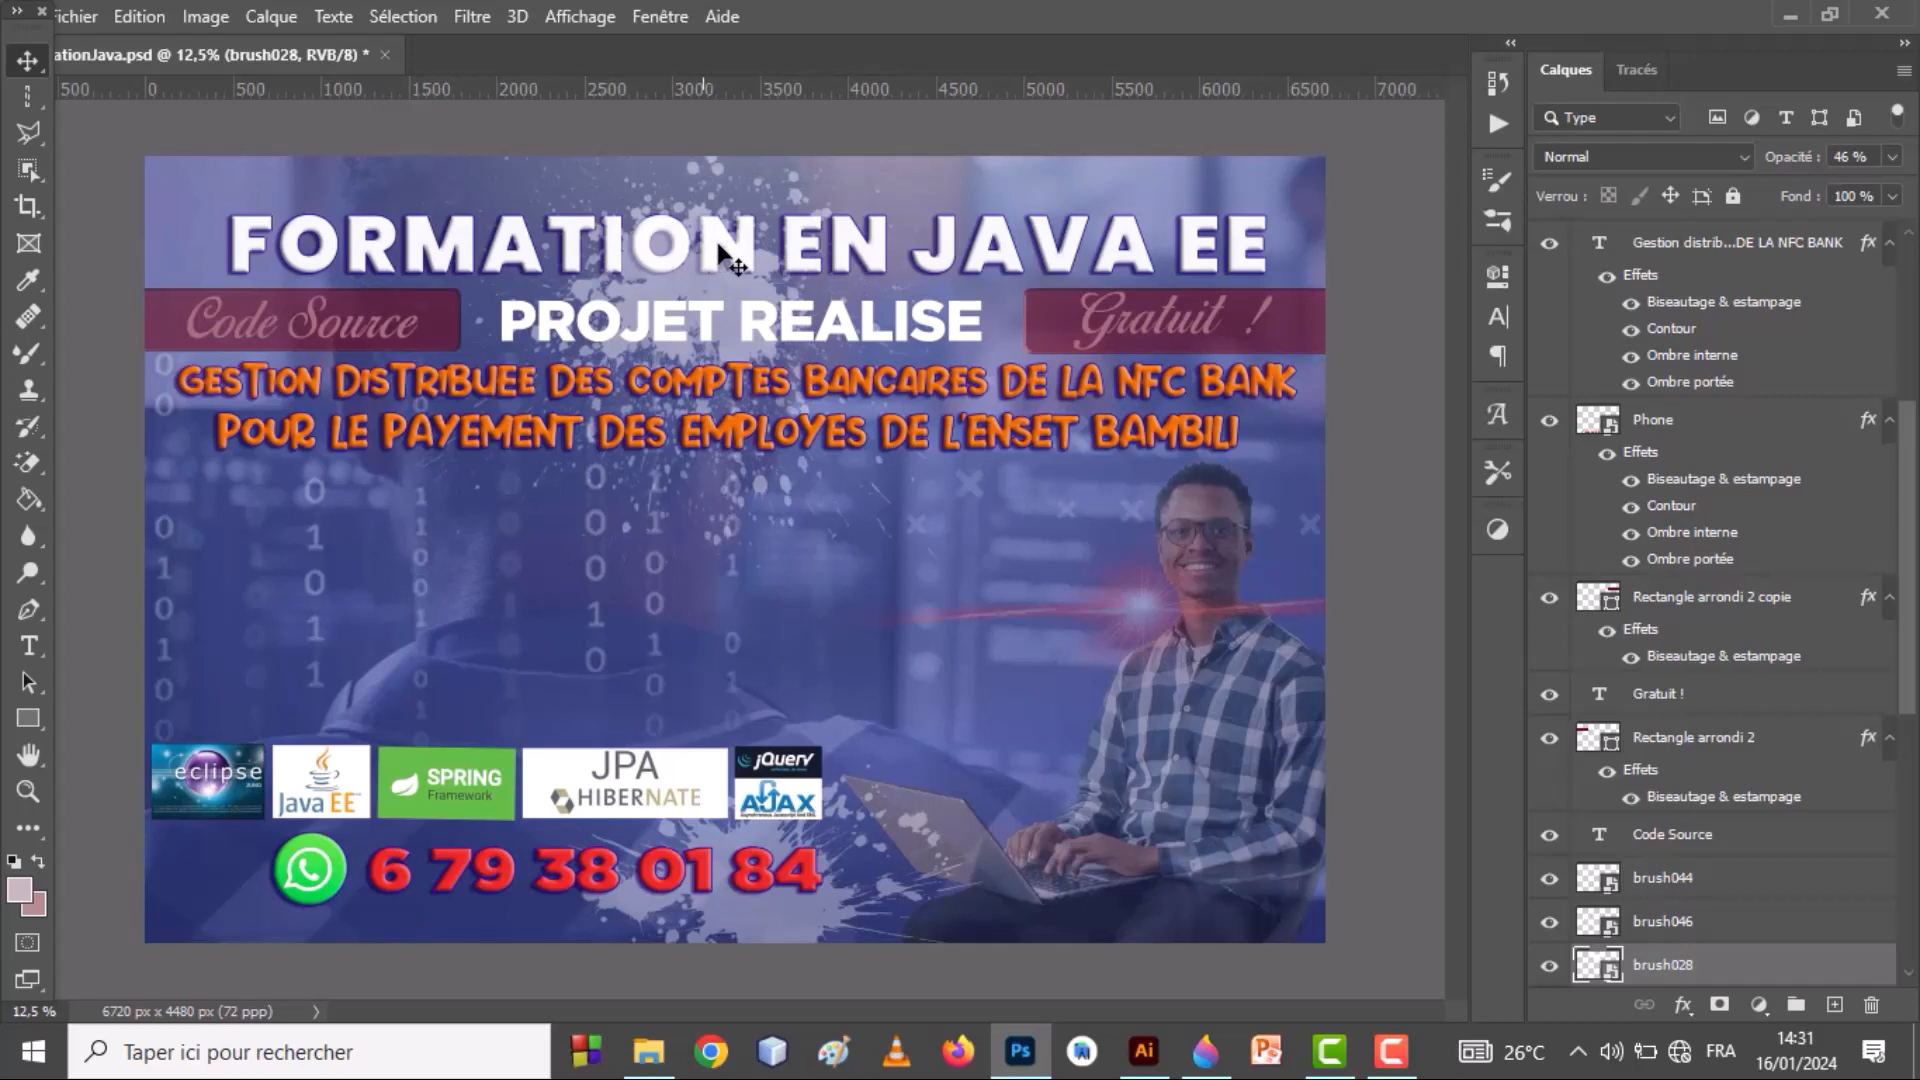 Fichier Edition Image Calque Texte Sélection Filtre 3D Affichage Fenêtre Aide
ationJava.psd @ 12,5% (brush028, RVB/8) * ×
500 0 500 1000 1500 2000 2500 3000 3500 4000 4500 5000 5500 6000 6500 7000
FORMATION EN JAVA EE
Code Source PROJET REALISE Gratuit !
GESTION DISTRIBUEE DES COMPTES BANCAIRES DE LA NFC BANK
POUR LE PAYEMENT DES EMPLOYES DE L'ENSET BAMBILI
eclipse
JUNO
Java EE
SPRING
Framework
JPA
HIBERNATE
jQuery
AJAX
6 79 38 01 84
Calques Tracés
Type
Normal Opacité : 46 %
Verrou : Fond : 100 %
Gestion distrib...DE LA NFC BANK fx
Effets
Biseautage & estampage
Contour
Ombre interne
Ombre portée
Phone fx
Effets
Biseautage & estampage
Contour
Ombre interne
Ombre portée
Rectangle arrondi 2 copie fx
Effets
Biseautage & estampage
Gratuit !
Rectangle arrondi 2 fx
Effets
Biseautage & estampage
Code Source
brush044
brush046
brush028
12,5 % 6720 px x 4480 px (72 ppp)
Taper ici pour rechercher
Ps
Ai
26°C
FRA
14:31
16/01/2024